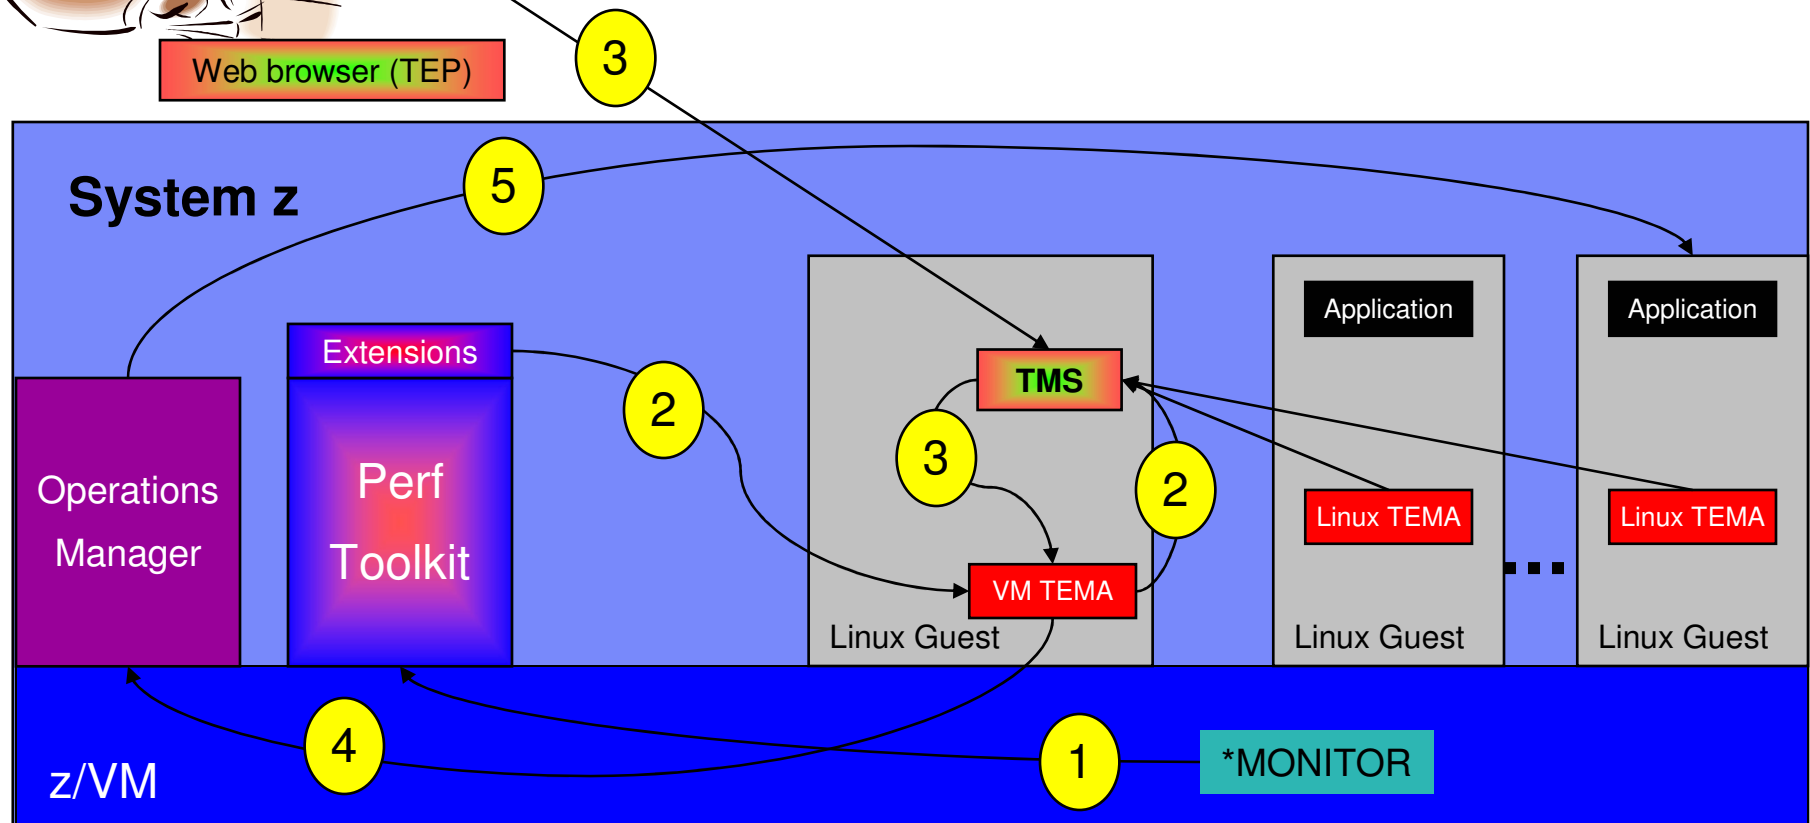 3
Web browser (TEP)
System z
5
Application
Application
Extensions
TMS
2
3
2
Operations
Manager
Perf
Toolkit
Linux TEMA
Linux TEMA
VM TEMA
Linux Guest
Linux Guest
Linux Guest
4
1
*MONITOR
z/VM